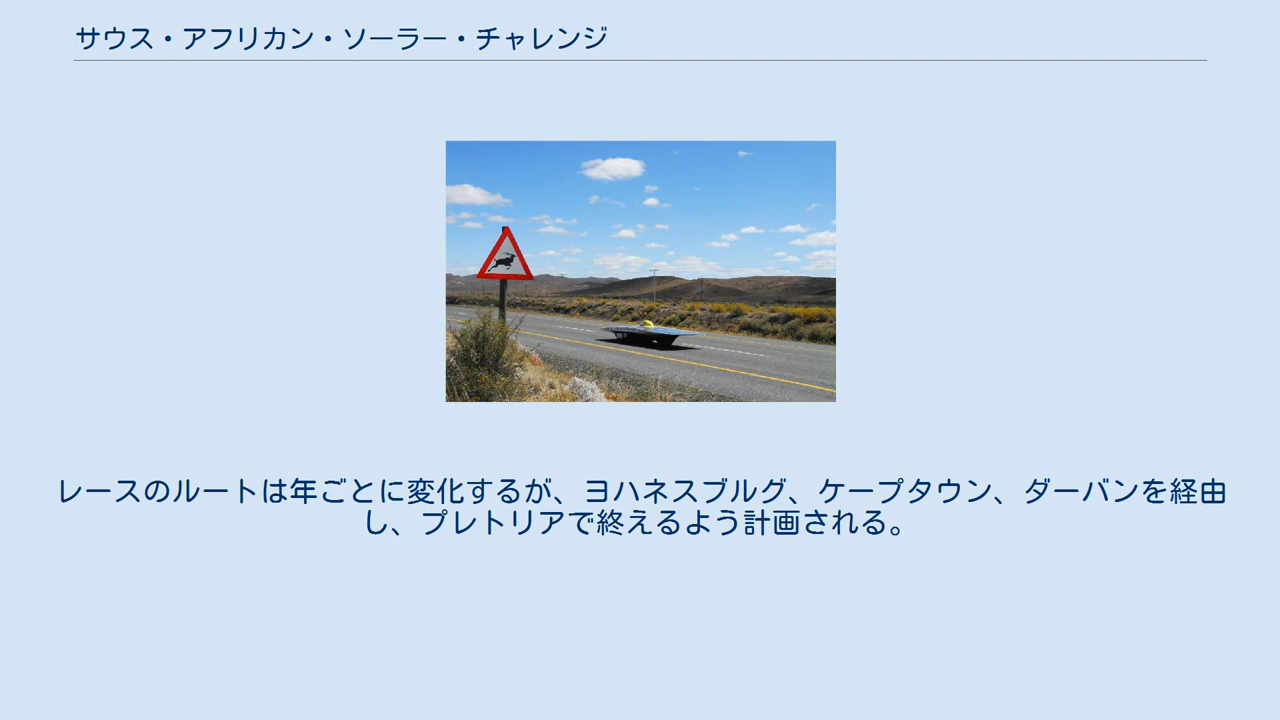 サウス・アフリカン・ソーラー・チャレンジ
レースのルートは年ごとに変化するが、ヨハネスブルグ、ケープタウン、ダーバンを経由
し、プレトリアで終えるよう計画される。